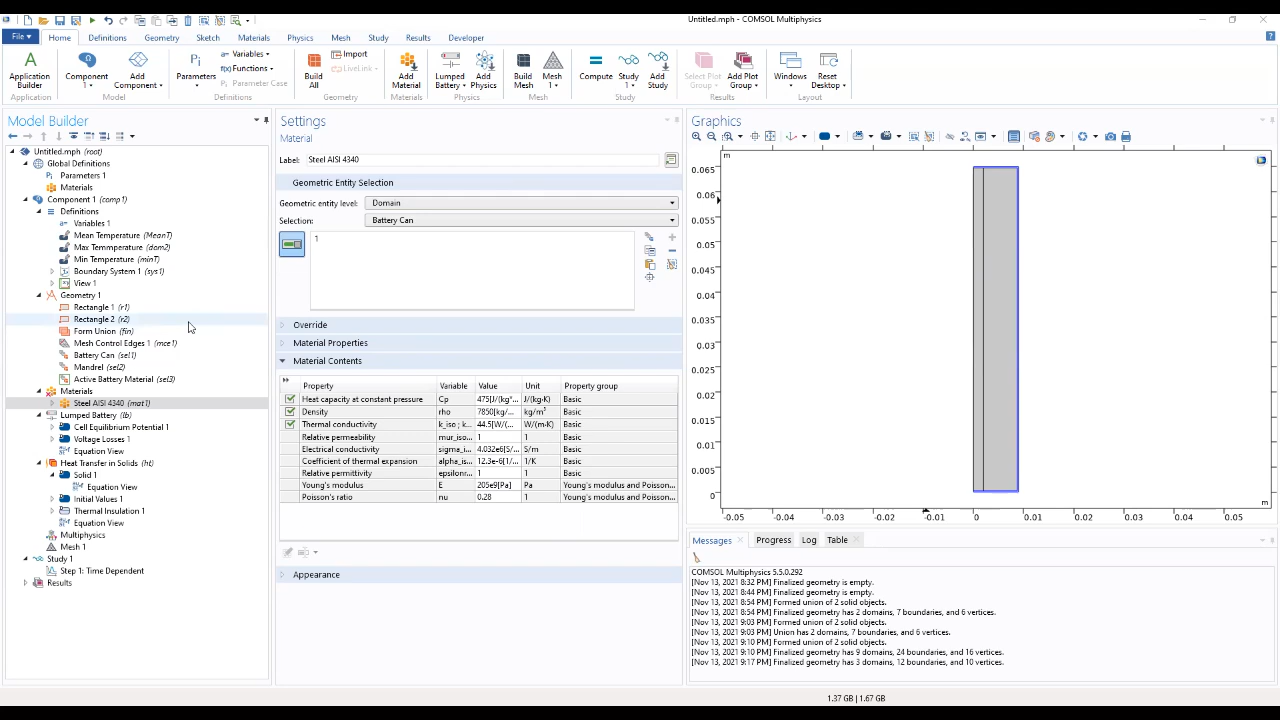 Untitled.mph - COMSOL Multiphysics
File Home Definitions Geometry Sketch Materials Physics Mesh Study Results Developer
Application Builder
Component 1
Add Component
Parameters
Variables
Functions
Parameter Case
Build All
Import
LiveLink
Add Material
Lumped Battery
Add Physics
Build Mesh
Mesh 1
Compute
Study 1
Add Study
Select Plot Group
Add Plot Group
Windows
Reset Desktop
Application Model Definitions Geometry Materials Physics Mesh Study Results Layout
Model Builder
Untitled.mph (root)
Global Definitions
Parameters 1
Materials
Component 1 (comp1)
Definitions
Variables 1
Mean Temperature (MeanT)
Max Temmperature (dom2)
Min Temperature (minT)
Boundary System 1 (sys1)
View 1
Geometry 1
Rectangle 1 (r1)
Rectangle 2 (r2)
Form Union (fin)
Mesh Control Edges 1 (mce1)
Battery Can (sel1)
Mandrel (sel2)
Active Battery Material (sel3)
Materials
Steel AISI 4340 (mat1)
Lumped Battery (lb)
Cell Equilibrium Potential 1
Voltage Losses 1
Equation View
Heat Transfer in Solids (ht)
Solid 1
Equation View
Initial Values 1
Thermal Insulation 1
Equation View
Multiphysics
Mesh 1
Study 1
Step 1: Time Dependent
Results
Settings
Material
Label: Steel AISI 4340
Geometric Entity Selection
Geometric entity level: Domain
Selection: Battery Can
1
Override
Material Properties
Material Contents
Property Variable Value Unit Property group
Heat capacity at constant pressure Cp 475[J/(kg*... J/(kg·K) Basic
Density rho 7850[kg/... kg/m³ Basic
Thermal conductivity k_iso ; k... 44.5[W/(... W/(m·K) Basic
Relative permeability mur_iso... 1 1 Basic
Electrical conductivity sigma_i... 4.032e6[S/... S/m Basic
Coefficient of thermal expansion alpha_is... 12.3e-6[1/... 1/K Basic
Relative permittivity epsilonr... 1 1 Basic
Young's modulus E 205e9[Pa] Pa Young's modulus and Poisson...
Poisson's ratio nu 0.28 1 Young's modulus and Poisson...
Appearance
Graphics
m
0.065
0.06
0.055
0.05
0.045
0.04
0.035
0.03
0.025
0.02
0.015
0.01
0.005
0
m
-0.05 -0.04 -0.03 -0.02 -0.01 0 0.01 0.02 0.03 0.04 0.05
Messages Progress Log Table
COMSOL Multiphysics 5.5.0.292
[Nov 13, 2021 8:32 PM] Finalized geometry is empty.
[Nov 13, 2021 8:44 PM] Finalized geometry is empty.
[Nov 13, 2021 8:54 PM] Formed union of 2 solid objects.
[Nov 13, 2021 8:54 PM] Finalized geometry has 2 domains, 7 boundaries, and 6 vertices.
[Nov 13, 2021 9:03 PM] Formed union of 2 solid objects.
[Nov 13, 2021 9:03 PM] Union has 2 domains, 7 boundaries, and 6 vertices.
[Nov 13, 2021 9:10 PM] Formed union of 2 solid objects.
[Nov 13, 2021 9:10 PM] Finalized geometry has 9 domains, 24 boundaries, and 16 vertices.
[Nov 13, 2021 9:17 PM] Finalized geometry has 3 domains, 12 boundaries, and 10 vertices.
1.37 GB | 1.67 GB